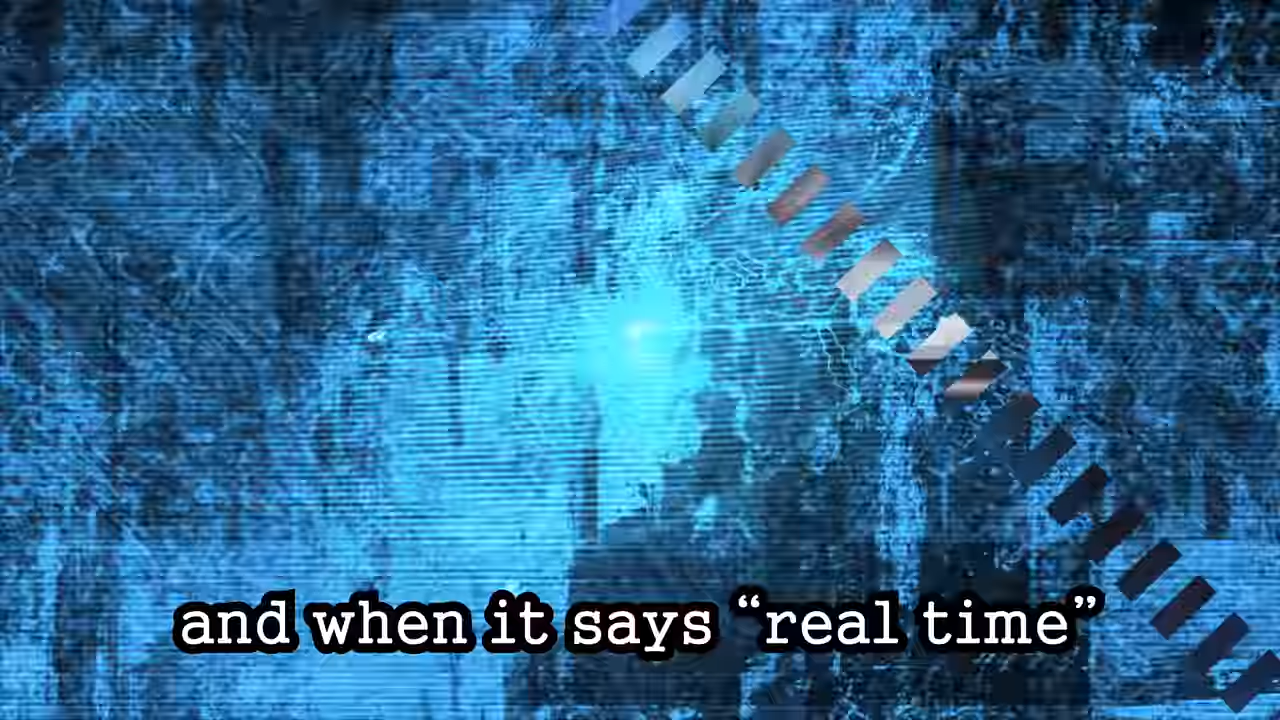 and when it says “real time”